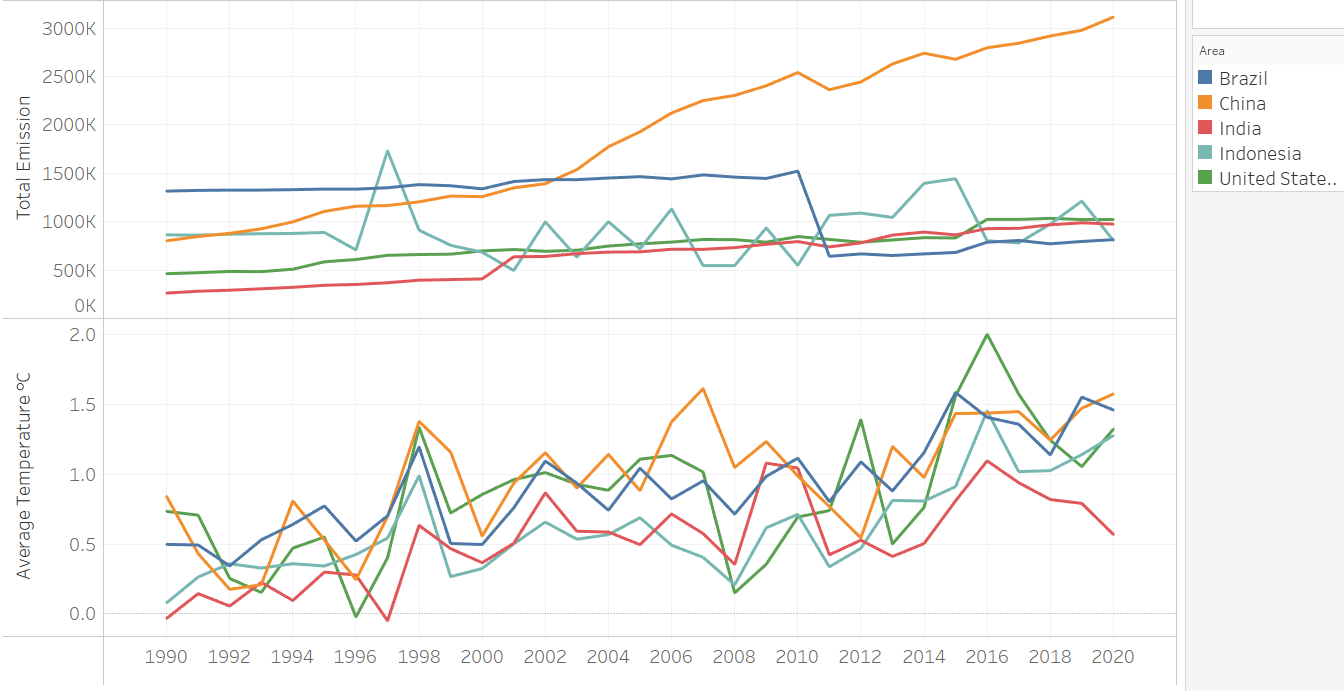 3000K
2500K
2000K
1500K
1000K
500K
0K
Total Emission
2.0
1.5
1.0
0.5
0.0
Average Temperature °C
1990 1992 1994 1996 1998 2000 2002 2004 2006 2008 2010 2012 2014 2016 2018 2020
Area
Brazil
China
India
Indonesia
United State..